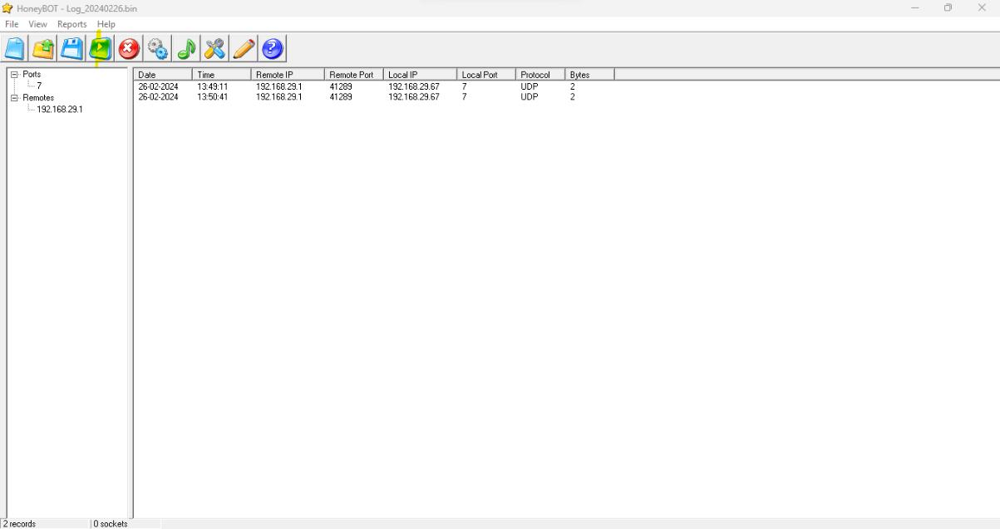 HoneyBOT - Log_20240226.bin
File View Reports Help
Ports
7
Remotes
192.168.29.1
Date Time Remote IP Remote Port Local IP Local Port Protocol Bytes
26-02-2024 13:49:11 192.168.29.1 41289 192.168.29.67 7 UDP 2
26-02-2024 13:50:41 192.168.29.1 41289 192.168.29.67 7 UDP 2
2 records 0 sockets